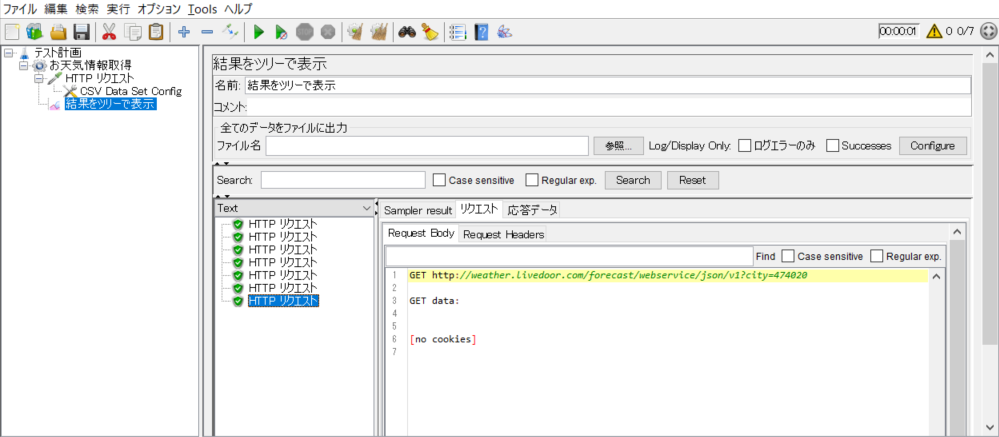 ファイル 編集 検索 実行 オプション Tools ヘルプ
00:00:01 0 0/7
テスト計画
お天気情報取得
HTTP リクエスト
CSV Data Set Config
結果をツリーで表示
結果をツリーで表示
名前: 結果をツリーで表示
コメント:
全てのデータをファイルに出力
ファイル名 参照... Log/Display Only: ログエラーのみ Successes Configure
Search: Case sensitive Regular exp. Search Reset
Text
HTTP リクエスト
HTTP リクエスト
HTTP リクエスト
HTTP リクエスト
HTTP リクエスト
HTTP リクエスト
HTTP リクエスト
Sampler result リクエスト 応答データ
Request Body Request Headers
Find Case sensitive Regular exp.
1 GET http://weather.livedoor.com/forecast/webservice/json/v1?city=474020
2
3 GET data:
4
5
6 [no cookies]
7